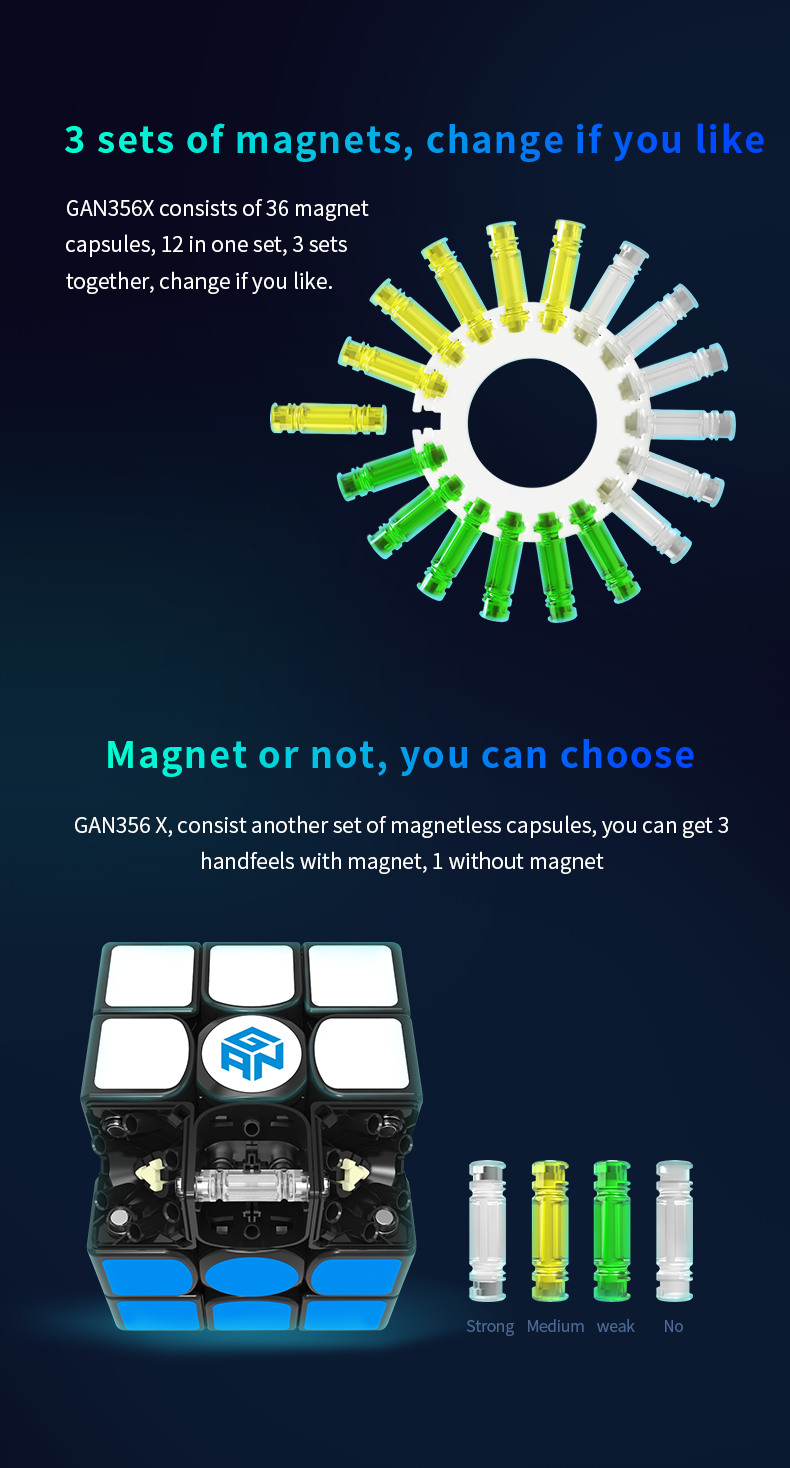 3 sets of magnets, change if you like
GAN356X consists of 36 magnet
capsules, 12 in one set, 3 sets
together, change if you like.
Magnet or not, you can choose
GAN356 X, consist another set of magnetless capsules, you can get 3
handfeels with magnet, 1 without magnet
GAN
Strong Medium weak No